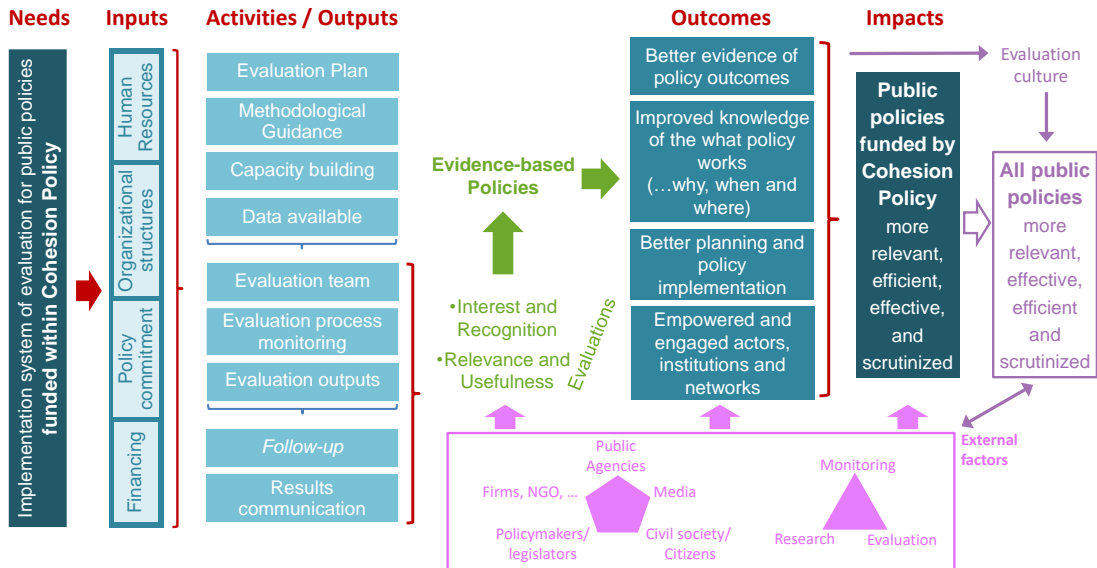 Needs
Inputs
Activities / Outputs
Outcomes
Impacts
Implementation system of evaluation for public policies
funded within Cohesion Policy
Human
Resources
Organizational
structures
Policy
commitment
Financing
Evaluation Plan
Methodological
Guidance
Capacity building
Data available
Evaluation team
Evaluation process
monitoring
Evaluation outputs
Follow-up
Results
communication
Evidence-based
Policies
•Interest and
Recognition
•Relevance and
Usefulness
Evaluations
Better evidence of
policy outcomes
Improved knowledge
of the what policy
works
(…why, when and
where)
Better planning and
policy
implementation
Empowered and
engaged actors,
institutions and
networks
Public
policies
funded by
Cohesion
Policy
more
relevant,
efficient,
effective,
and
scrutinized
Evaluation
culture
All public
policies
more
relevant,
effective,
efficient
and
scrutinized
External
factors
Public
Agencies
Firms, NGO, …
Media
Policymakers/
legislators
Civil society/
Citizens
Monitoring
Research
Evaluation